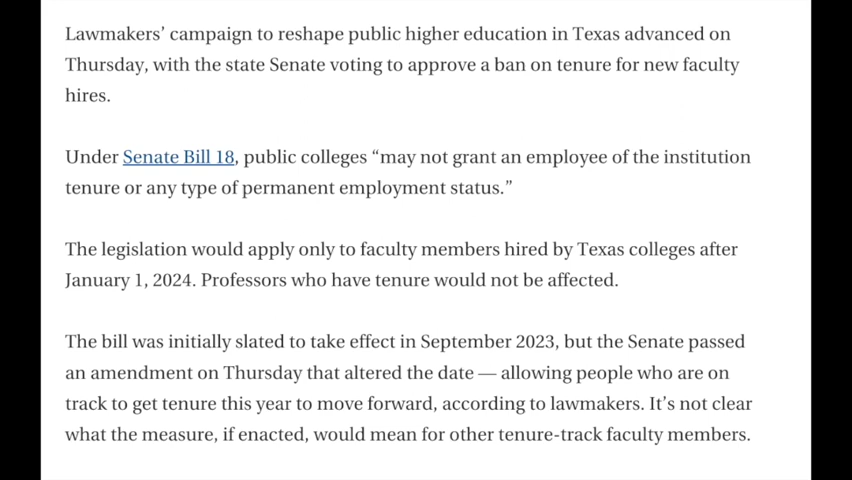 Lawmakers’ campaign to reshape public higher education in Texas advanced on
Thursday, with the state Senate voting to approve a ban on tenure for new faculty
hires.
Under Senate Bill 18, public colleges “may not grant an employee of the institution
tenure or any type of permanent employment status.”
The legislation would apply only to faculty members hired by Texas colleges after
January 1, 2024. Professors who have tenure would not be affected.
The bill was initially slated to take effect in September 2023, but the Senate passed
an amendment on Thursday that altered the date — allowing people who are on
track to get tenure this year to move forward, according to lawmakers. It’s not clear
what the measure, if enacted, would mean for other tenure-track faculty members.